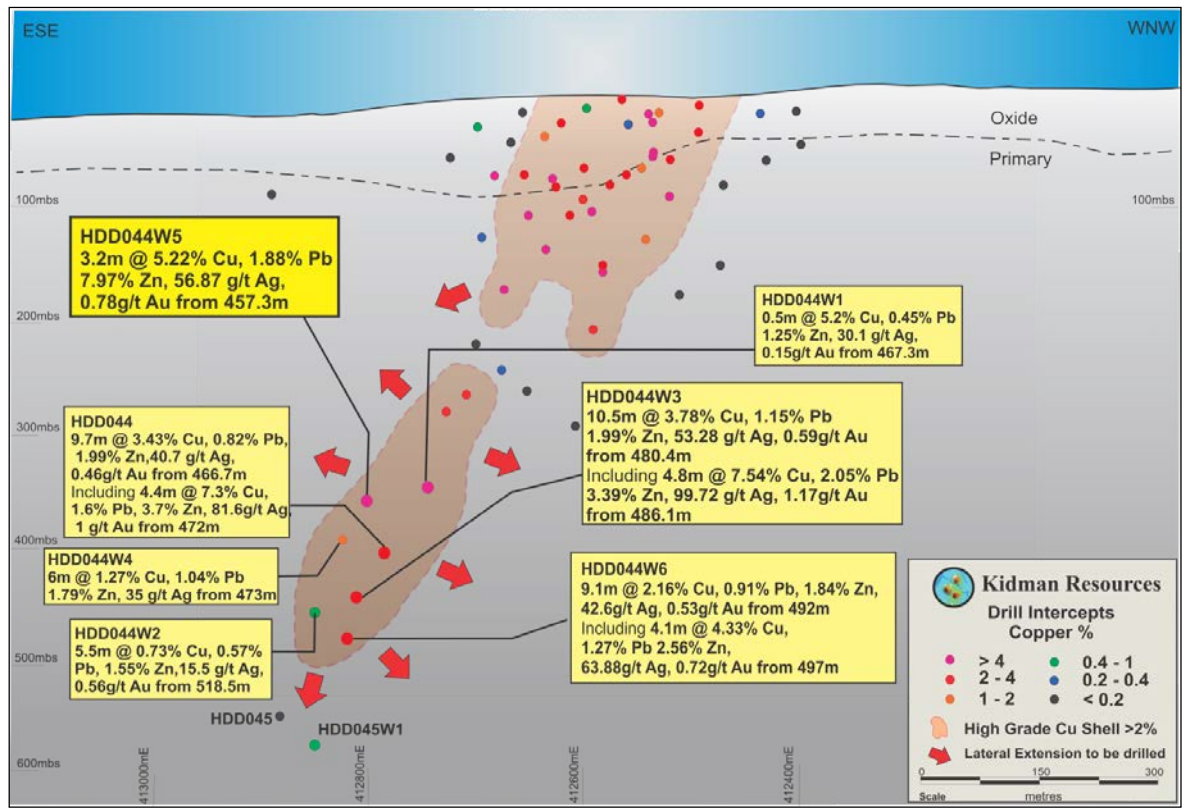 ESE
WNW
Oxide
Primary
100mbs
100mbs
HDD044W5
3.2m @ 5.22% Cu, 1.88% Pb
7.97% Zn, 56.87 g/t Ag,
0.78g/t Au from 457.3m
200mbs
HDD044W1
0.5m @ 5.2% Cu, 0.45% Pb
1.25% Zn, 30.1 g/t Ag,
0.15g/t Au from 467.3m
300mbs
HDD044
9.7m @ 3.43% Cu, 0.82% Pb,
1.99% Zn,40.7 g/t Ag,
0.46g/t Au from 466.7m
Including 4.4m @ 7.3% Cu,
1.6% Pb, 3.7% Zn, 81.6g/t Ag,
1 g/t Au from 472m
HDD044W3
10.5m @ 3.78% Cu, 1.15% Pb
1.99% Zn, 53.28 g/t Ag, 0.59g/t Au
from 480.4m
Including 4.8m @ 7.54% Cu, 2.05% Pb
3.39% Zn, 99.72 g/t Ag, 1.17g/t Au
from 486.1m
400mbs
HDD044W4
6m @ 1.27% Cu, 1.04% Pb
1.79% Zn, 35 g/t Ag from 473m
HDD044W6
9.1m @ 2.16% Cu, 0.91% Pb, 1.84% Zn,
42.6g/t Ag, 0.53g/t Au from 492m
Including 4.1m @ 4.33% Cu,
1.27% Pb 2.56% Zn,
63.88g/t Ag, 0.72g/t Au from 497m
HDD044W2
5.5m @ 0.73% Cu, 0.57%
Pb, 1.55% Zn,15.5 g/t Ag,
0.56g/t Au from 518.5m
500mbs
HDD045
HDD045W1
600mbs
413000mE
412800mE
412600mE
412400mE
Kidman Resources
Drill Intercepts
Copper %
> 4
0.4 - 1
2 - 4
0.2 - 0.4
1 - 2
< 0.2
High Grade Cu Shell >2%
Lateral Extension to be drilled
0 150 300
Scale metres